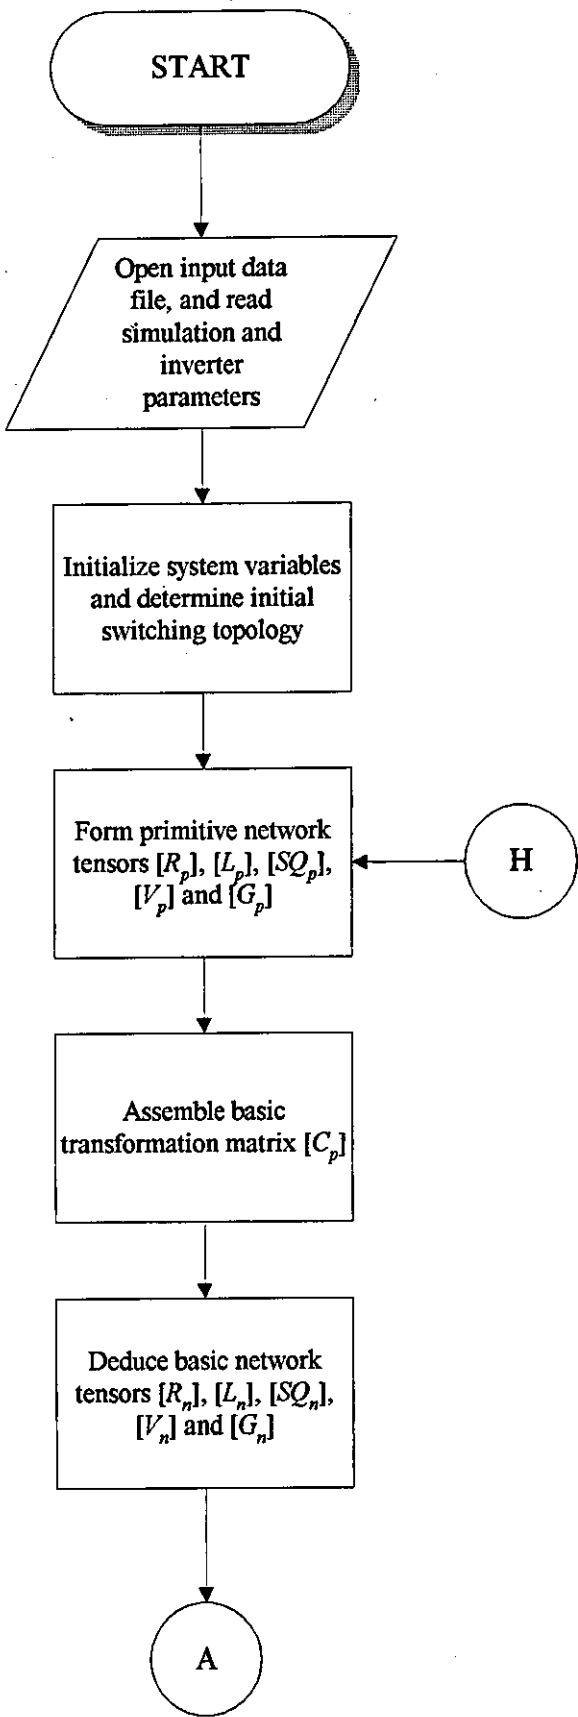 START
Open input data
file, and read
simulation and
inverter
parameters
Initialize system variables
and determine initial
switching topology
Form primitive network
tensors [R_p], [L_p], [SQ_p],
[V_p] and [G_p]
H
Assemble basic
transformation matrix [C_p]
Deduce basic network
tensors [R_n], [L_n], [SQ_n],
[V_n] and [G_n]
A